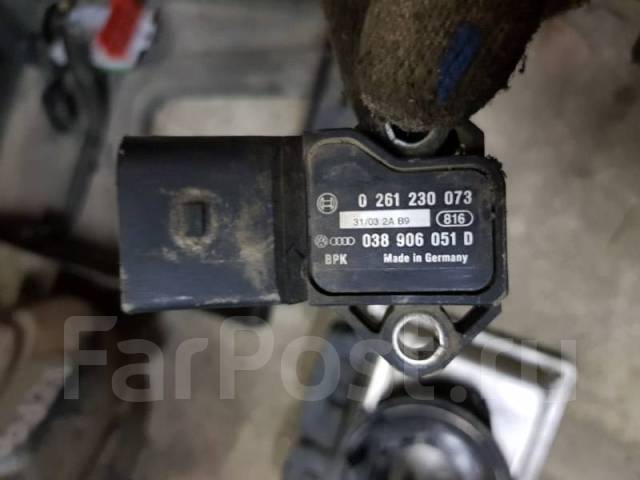 0 261 230 073
31/03 2A B9 816
038 906 051 D
BPK Made in Germany
FarPost.ru